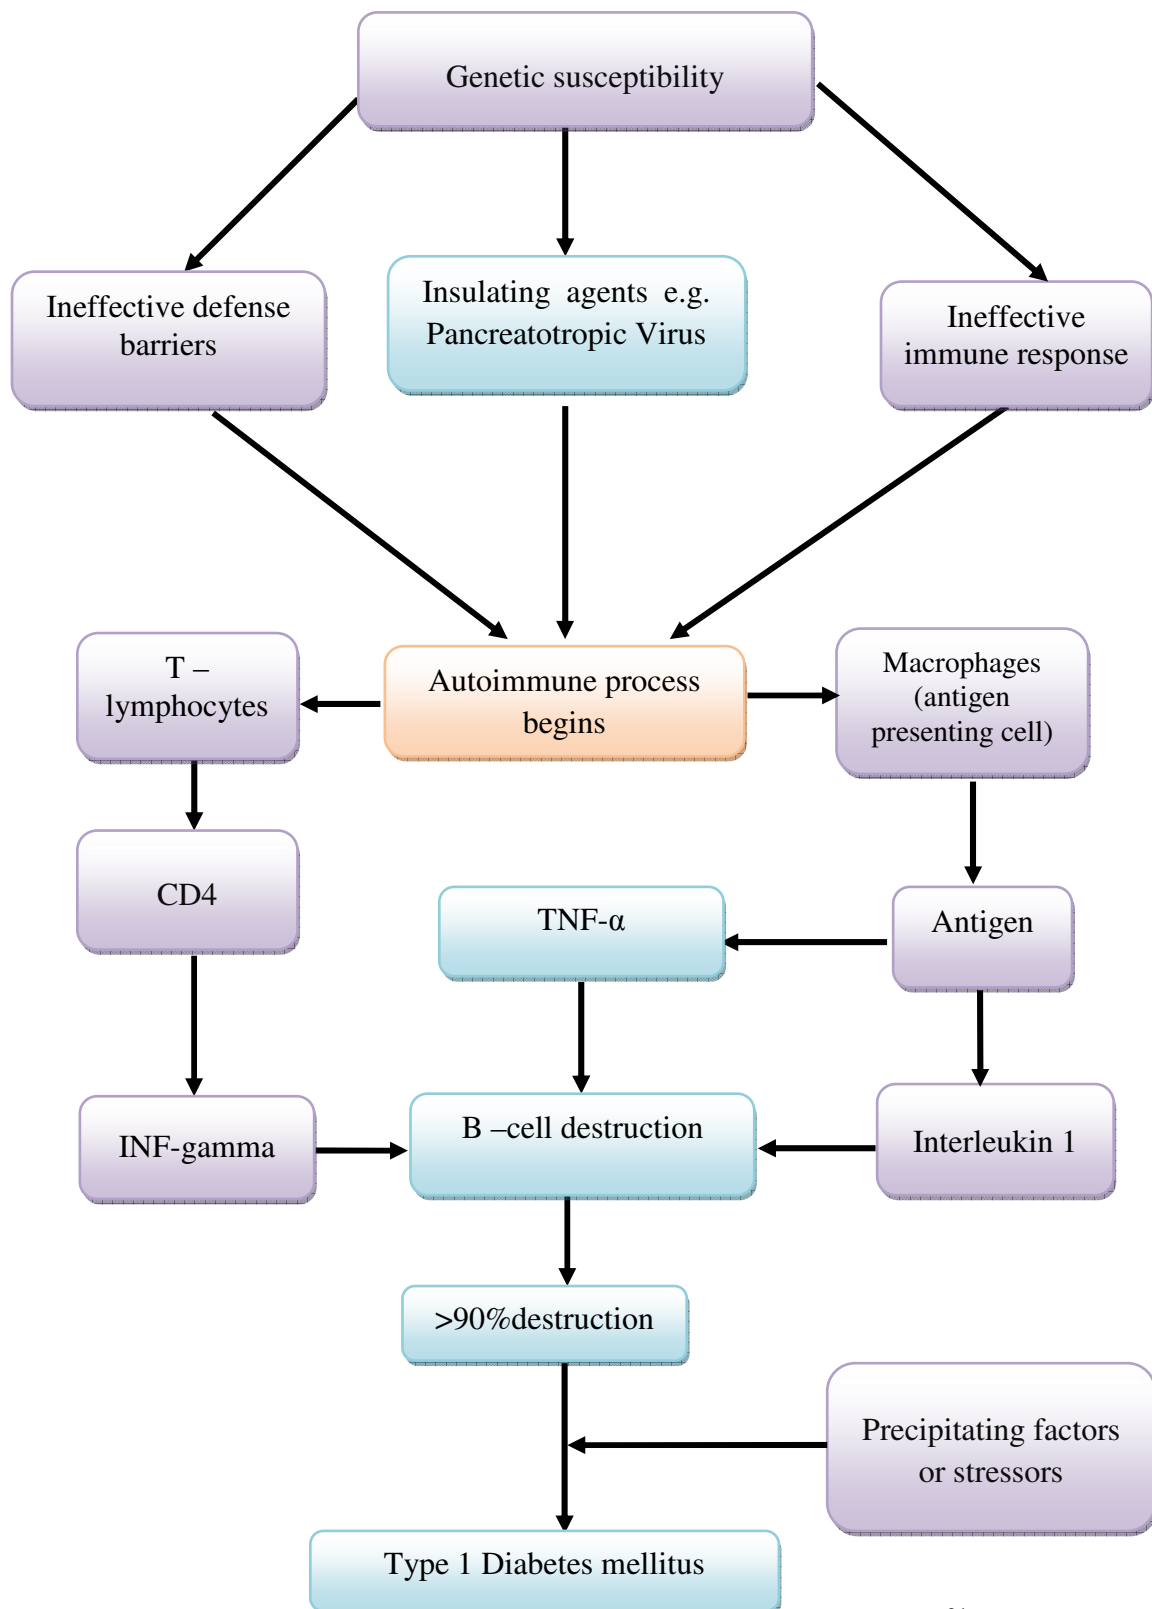 Genetic susceptibility
Ineffective defense
barriers
Insulating agents e.g.
Pancreatotropic Virus
Ineffective
immune response
T –
lymphocytes
Autoimmune process
begins
Macrophages
(antigen
presenting cell)
CD4
TNF-α
Antigen
INF-gamma
B –cell destruction
Interleukin 1
>90%destruction
Precipitating factors
or stressors
Type 1 Diabetes mellitus